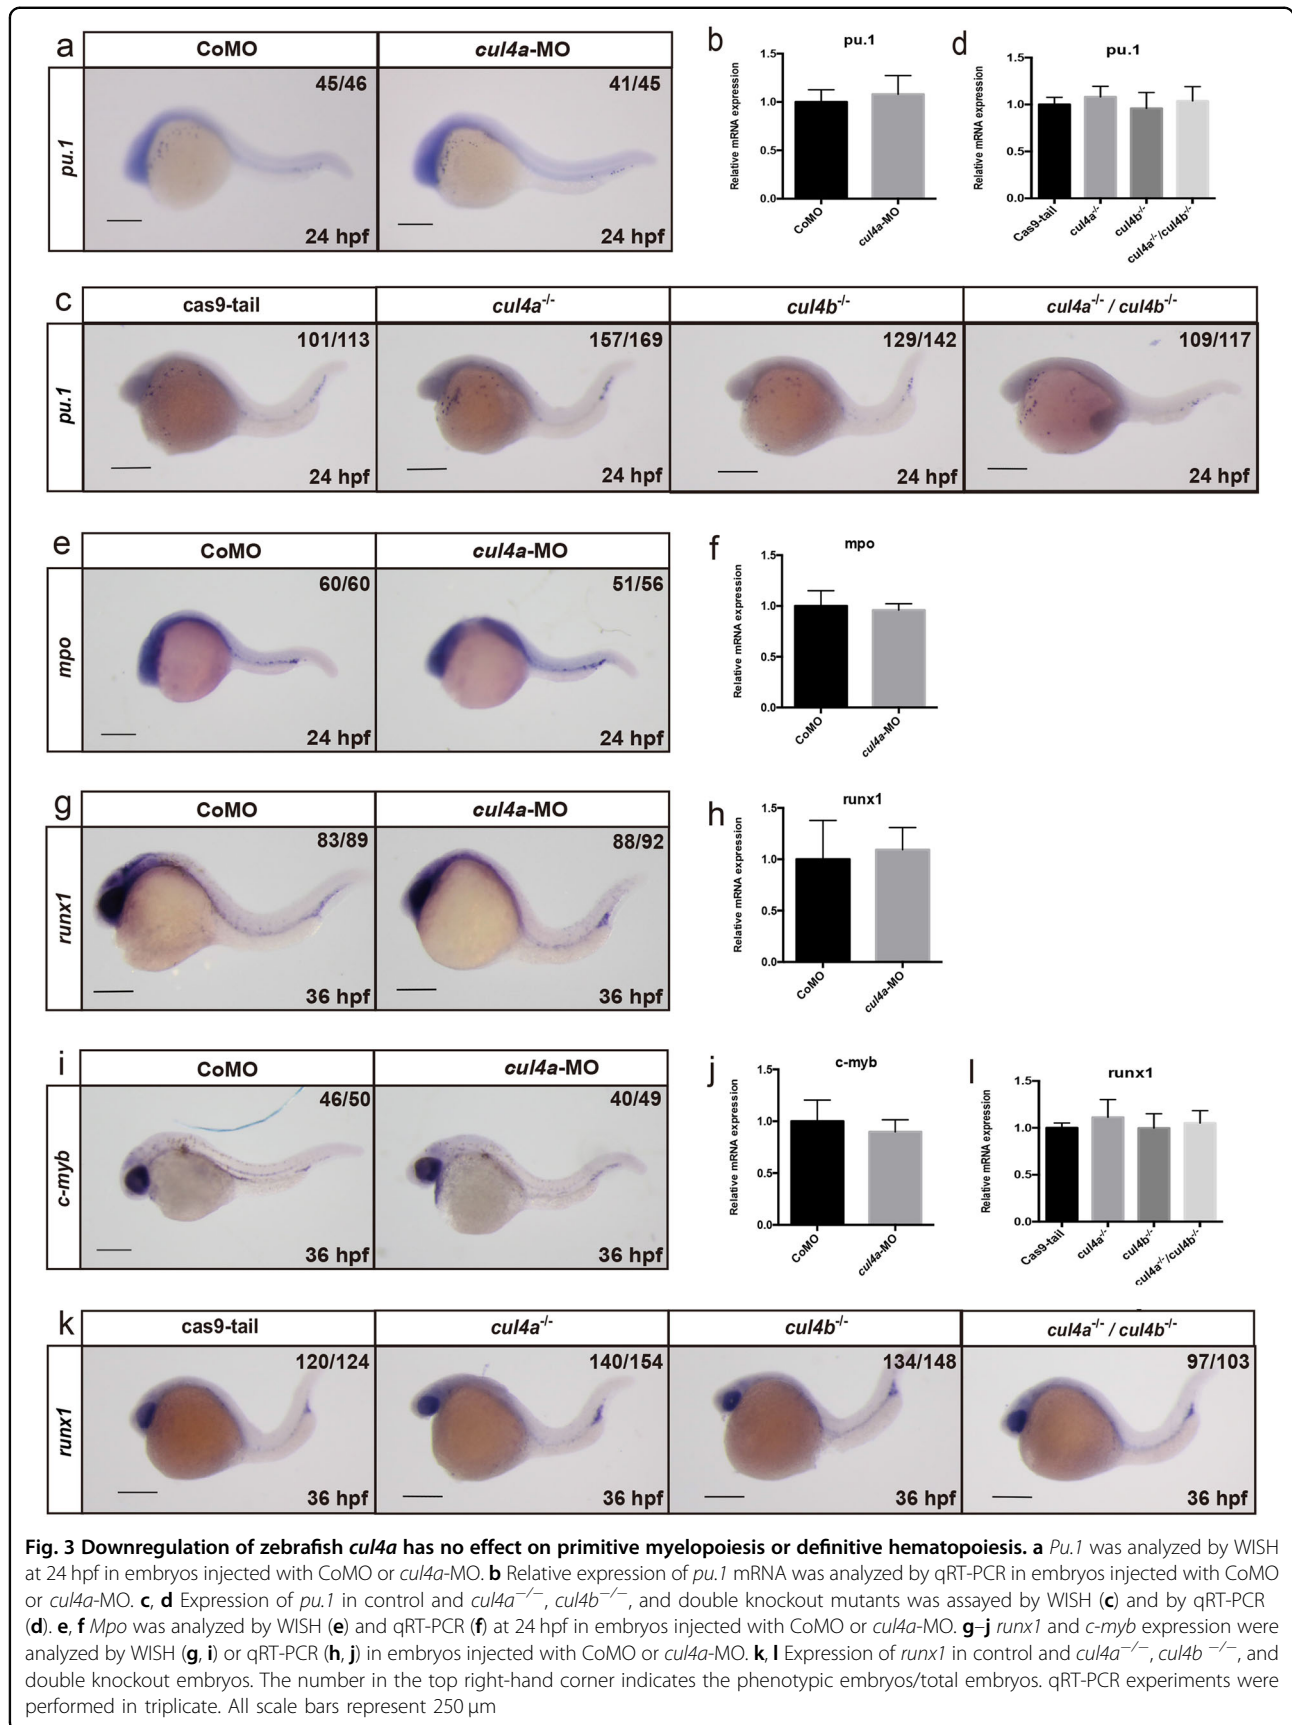 a
CoMO
cul4a-MO
pu.1
45/46
24 hpf
41/45
24 hpf
b
pu.1
Relative mRNA expression
1.5
1.0
0.5
0.0
CoMO
cul4a-MO
d
pu.1
Relative mRNA expression
1.5
1.0
0.5
0.0
Cas9-tail
cul4a-/-
cul4b-/-
cul4a-/-/cul4b-/-
c
cas9-tail
cul4a-/-
cul4b-/-
cul4a-/- / cul4b-/-
pu.1
101/113
24 hpf
157/169
24 hpf
129/142
24 hpf
109/117
24 hpf
e
CoMO
cul4a-MO
mpo
60/60
24 hpf
51/56
24 hpf
f
mpo
Relative mRNA expression
1.5
1.0
0.5
0.0
CoMO
cul4a-MO
g
CoMO
cul4a-MO
runx1
83/89
36 hpf
88/92
36 hpf
h
runx1
Relative mRNA expression
1.5
1.0
0.5
0.0
CoMO
cul4a-MO
i
CoMO
cul4a-MO
c-myb
46/50
36 hpf
40/49
36 hpf
j
c-myb
Relative mRNA expression
1.5
1.0
0.5
0.0
CoMO
cul4a-MO
l
runx1
Relative mRNA expression
1.5
1.0
0.5
0.0
Cas9-tail
cul4a-/-
cul4b-/-
cul4a-/-/cul4b-/-
k
cas9-tail
cul4a-/-
cul4b-/-
cul4a-/- / cul4b-/-
runx1
120/124
36 hpf
140/154
36 hpf
134/148
36 hpf
97/103
36 hpf
Fig. 3 Downregulation of zebrafish cul4a has no effect on primitive myelopoiesis or definitive hematopoiesis. a Pu.1 was analyzed by WISH
at 24 hpf in embryos injected with CoMO or cul4a-MO. b Relative expression of pu.1 mRNA was analyzed by qRT-PCR in embryos injected with CoMO
or cul4a-MO. c, d Expression of pu.1 in control and cul4a−/−, cul4b−/−, and double knockout mutants was assayed by WISH (c) and by qRT-PCR
(d). e, f Mpo was analyzed by WISH (e) and qRT-PCR (f) at 24 hpf in embryos injected with CoMO or cul4a-MO. g–j runx1 and c-myb expression were
analyzed by WISH (g, i) or qRT-PCR (h, j) in embryos injected with CoMO or cul4a-MO. k, l Expression of runx1 in control and cul4a−/−, cul4b −/−, and
double knockout embryos. The number in the top right-hand corner indicates the phenotypic embryos/total embryos. qRT-PCR experiments were
performed in triplicate. All scale bars represent 250 µm